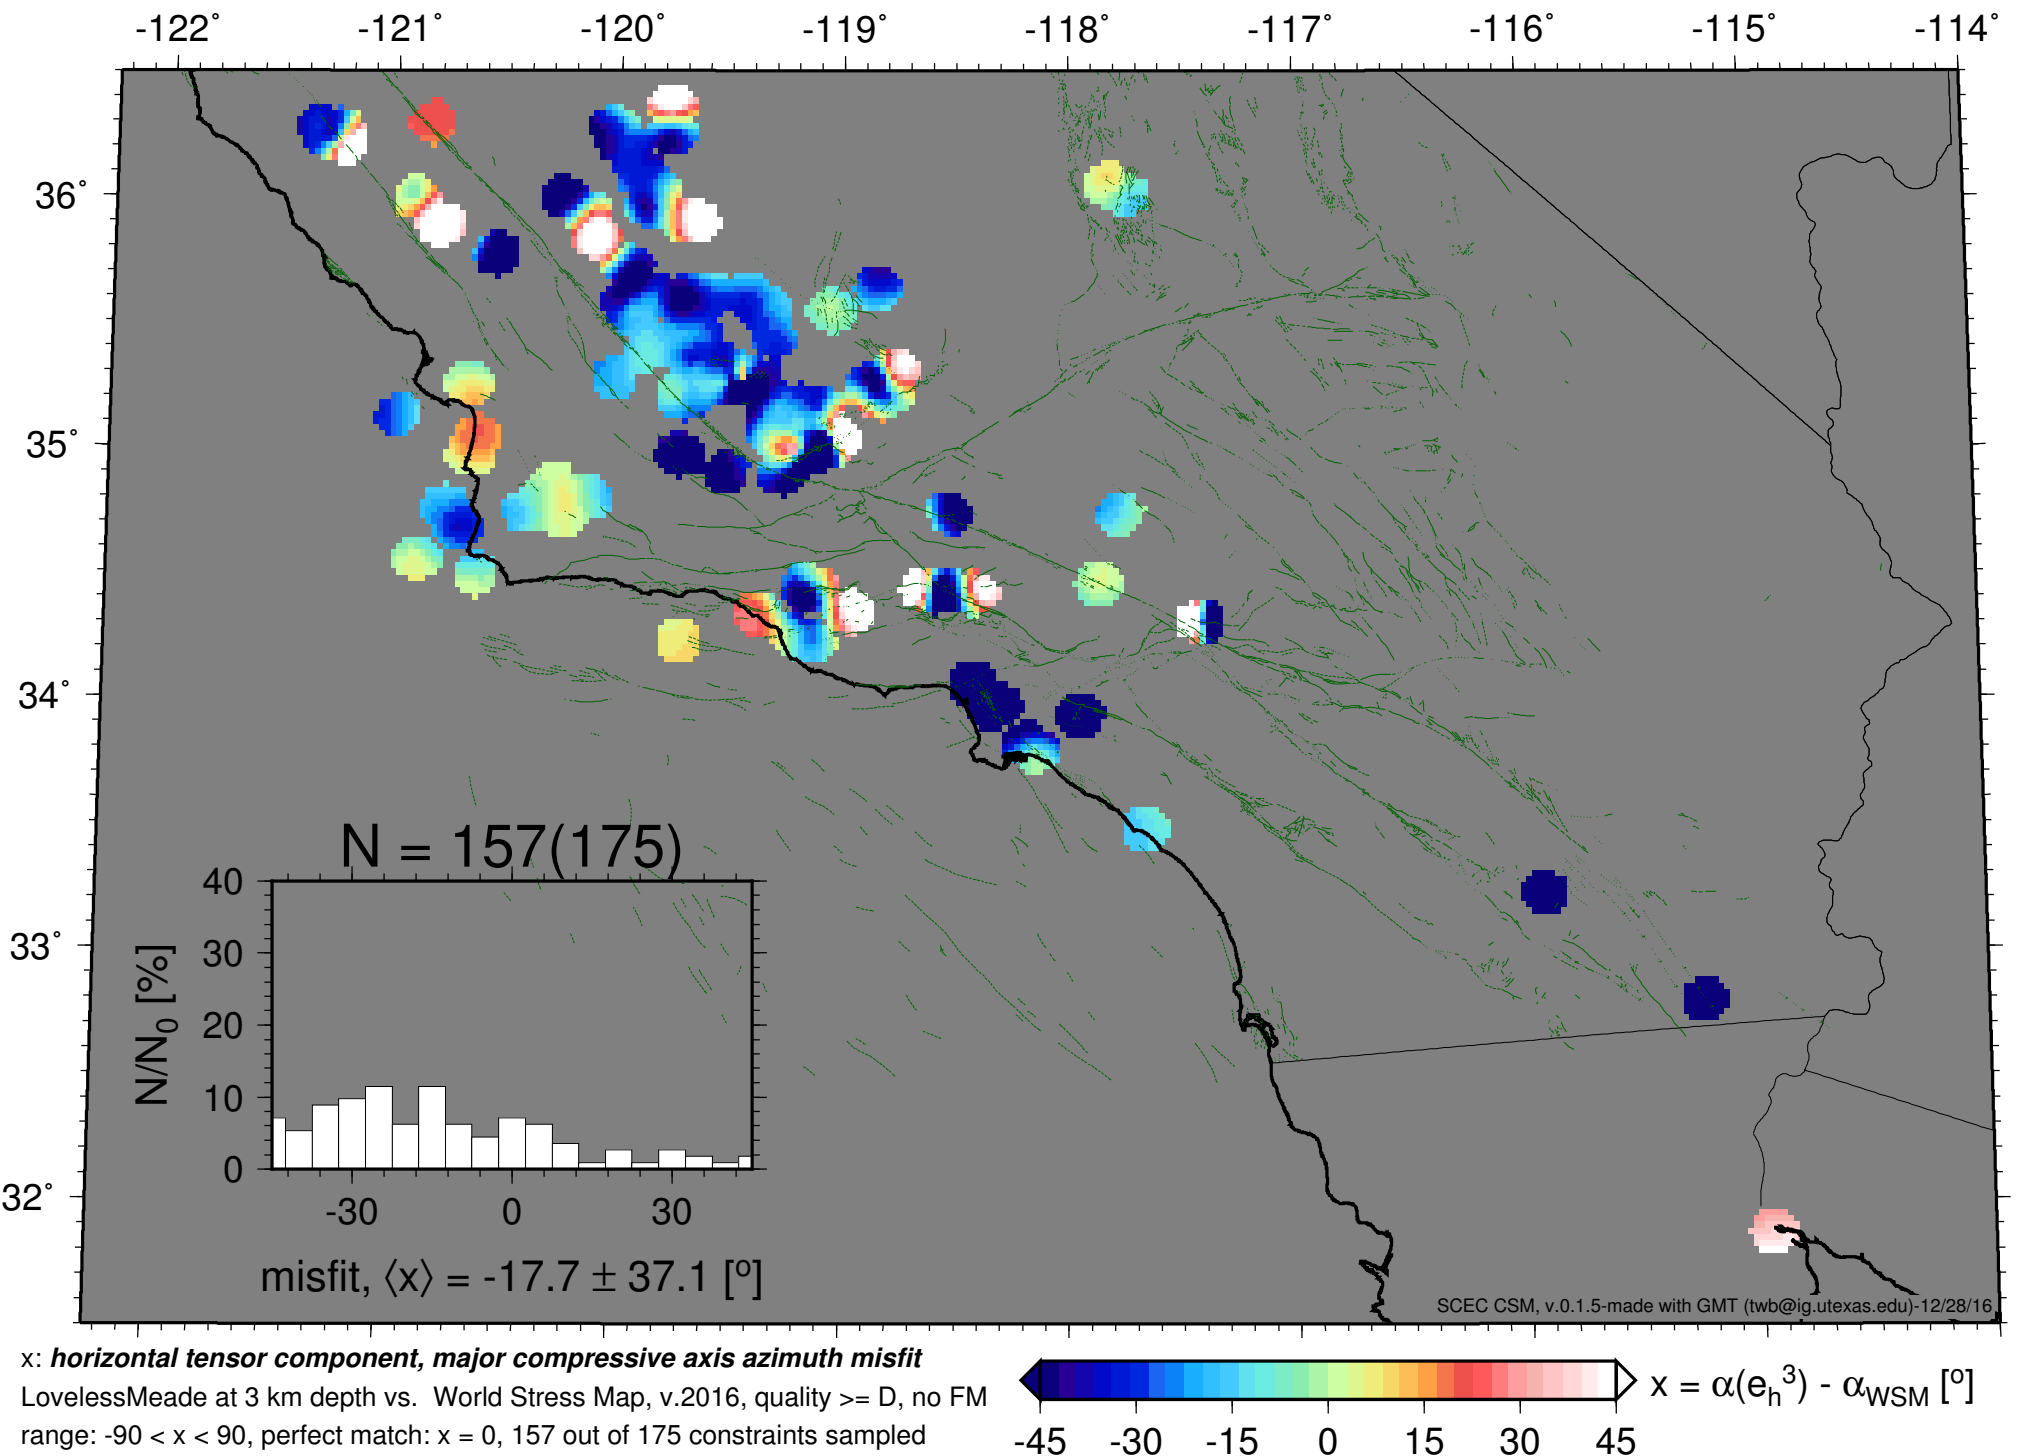 -122° -121° -120° -119° -118° -117° -116° -115° -114°
36°
35°
34°
33°
32°
N = 157(175)
40
30
20
10
0
N/N0 [%]
-30 0 30
misfit, ⟨x⟩ = -17.7 ± 37.1 [°]
SCEC CSM, v.0.1.5-made with GMT (twb@ig.utexas.edu)-12/28/16
x: horizontal tensor component, major compressive axis azimuth misfit
LovelessMeade at 3 km depth vs. World Stress Map, v.2016, quality >= D, no FM
range: -90 < x < 90, perfect match: x = 0, 157 out of 175 constraints sampled
x = α(eh3) - αWSM [°]
-45 -30 -15 0 15 30 45